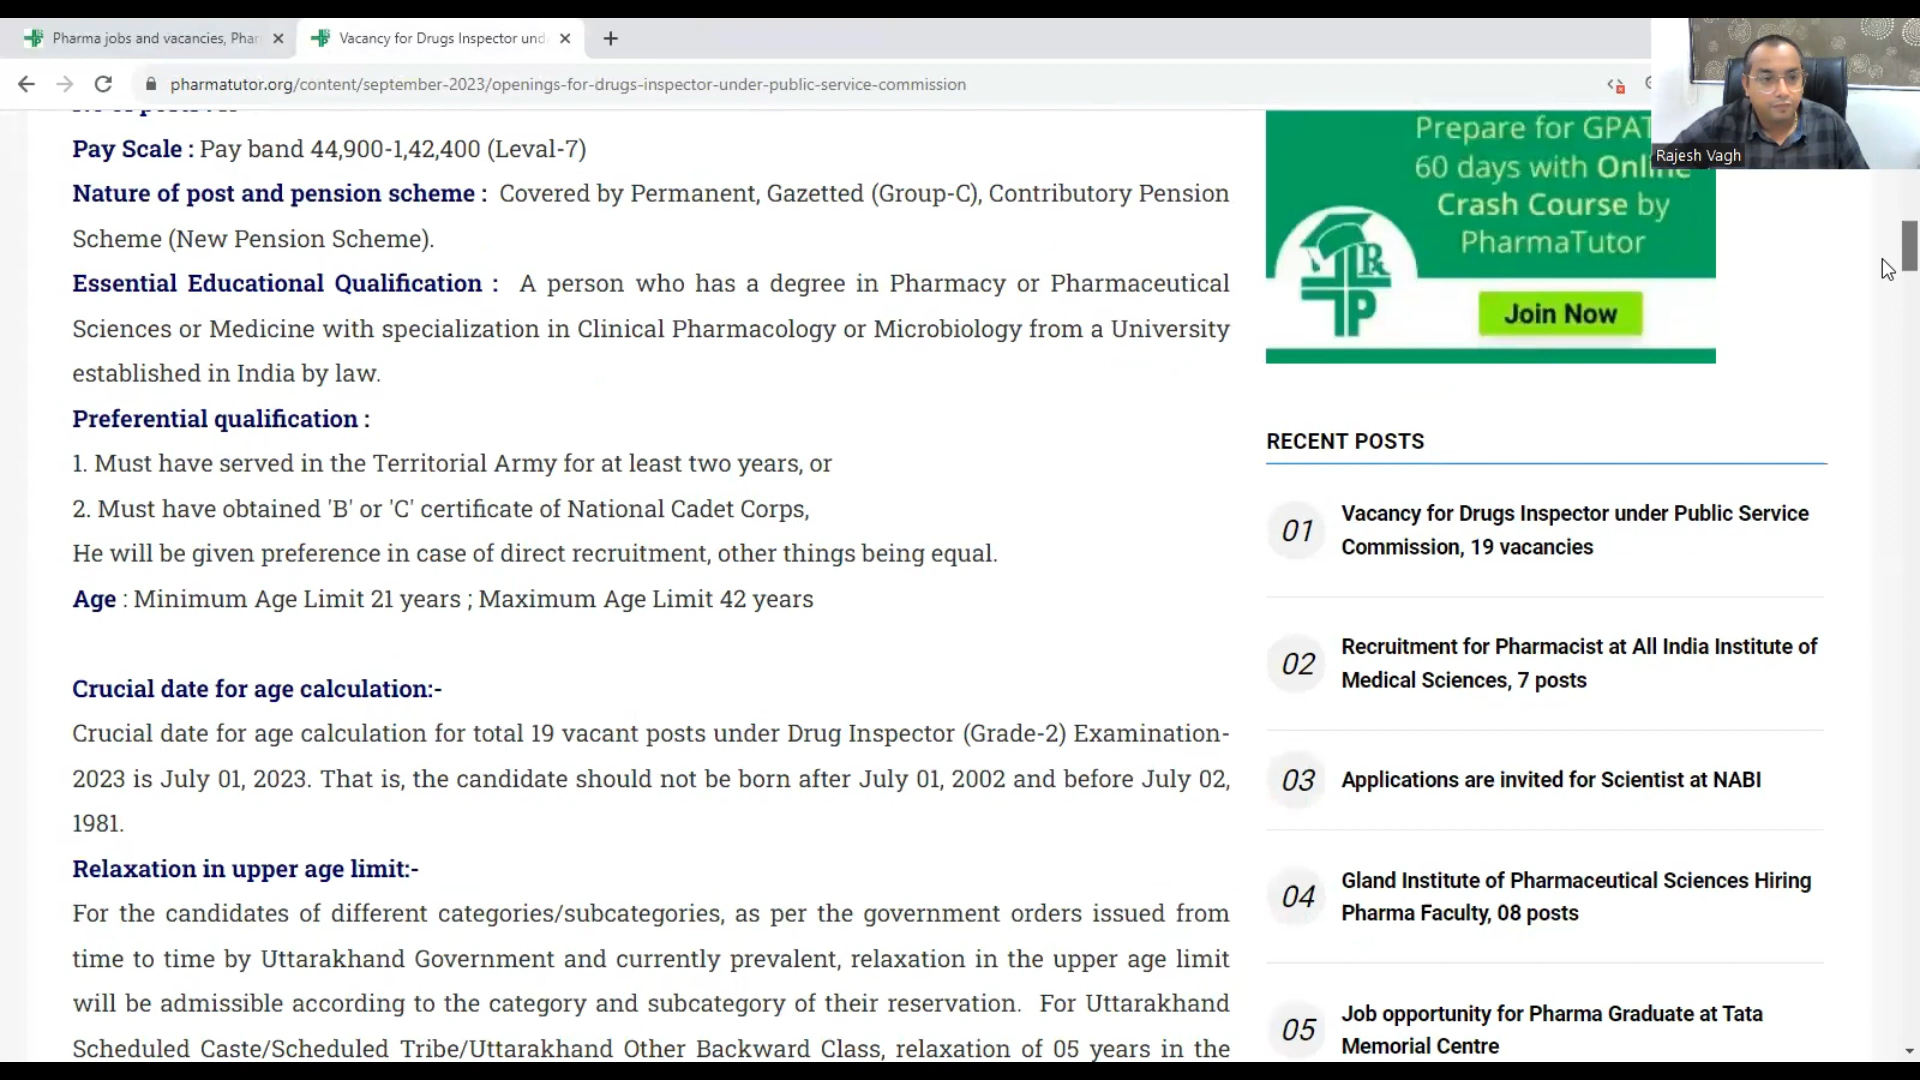 Pharma jobs and vacancies, Phar
Vacancy for Drugs Inspector und
pharmatutor.org/content/september-2023/openings-for-drugs-inspector-under-public-service-commission
Rajesh Vagh
Pay Scale : Pay band 44,900-1,42,400 (Leval-7)
Nature of post and pension scheme : Covered by Permanent, Gazetted (Group-C), Contributory Pension
Scheme (New Pension Scheme).
Essential Educational Qualification : A person who has a degree in Pharmacy or Pharmaceutical
Sciences or Medicine with specialization in Clinical Pharmacology or Microbiology from a University
established in India by law.
Preferential qualification :
1. Must have served in the Territorial Army for at least two years, or
2. Must have obtained 'B' or 'C' certificate of National Cadet Corps,
He will be given preference in case of direct recruitment, other things being equal.
Age : Minimum Age Limit 21 years ; Maximum Age Limit 42 years
Crucial date for age calculation:-
Crucial date for age calculation for total 19 vacant posts under Drug Inspector (Grade-2) Examination-
2023 is July 01, 2023. That is, the candidate should not be born after July 01, 2002 and before July 02,
1981.
Relaxation in upper age limit:-
For the candidates of different categories/subcategories, as per the government orders issued from
time to time by Uttarakhand Government and currently prevalent, relaxation in the upper age limit
will be admissible according to the category and subcategory of their reservation. For Uttarakhand
Scheduled Caste/Scheduled Tribe/Uttarakhand Other Backward Class, relaxation of 05 years in the
Prepare for GPAT
60 days with Online
Crash Course by
PharmaTutor
Join Now
RECENT POSTS
01
Vacancy for Drugs Inspector under Public Service
Commission, 19 vacancies
02
Recruitment for Pharmacist at All India Institute of
Medical Sciences, 7 posts
03
Applications are invited for Scientist at NABI
04
Gland Institute of Pharmaceutical Sciences Hiring
Pharma Faculty, 08 posts
05
Job opportunity for Pharma Graduate at Tata
Memorial Centre